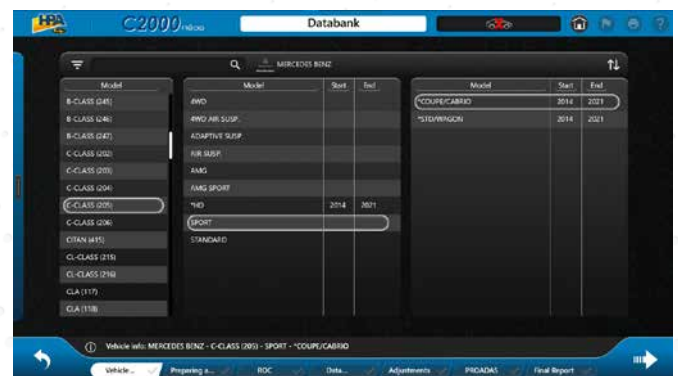 HPA C2000 Databank
MERCEDES BENZ
Model Model Start End Model Start End
B-CLASS (245) 4WD *COUPE/CABRIO 2014 2021
B-CLASS (246) 4WD AIR SUSP. *STD/WAGON 2014 2021
B-CLASS (247) ADAPTIVE SUSP.
C-CLASS (202) AIR SUSP.
C-CLASS (203) AMG
C-CLASS (204) AMG SPORT
C-CLASS (205) *HD 2014 2021
C-CLASS (206) SPORT
CITAN (415) STANDARD
CL-CLASS (215)
CL-CLASS (216)
CLA (117)
CLA (118)
Vehicle info: MERCEDES BENZ - C-CLASS (205) - SPORT - *COUPE/CABRIO
Vehicle ... Preparing a... ROC Data... Adjustments PROADAS Final Report